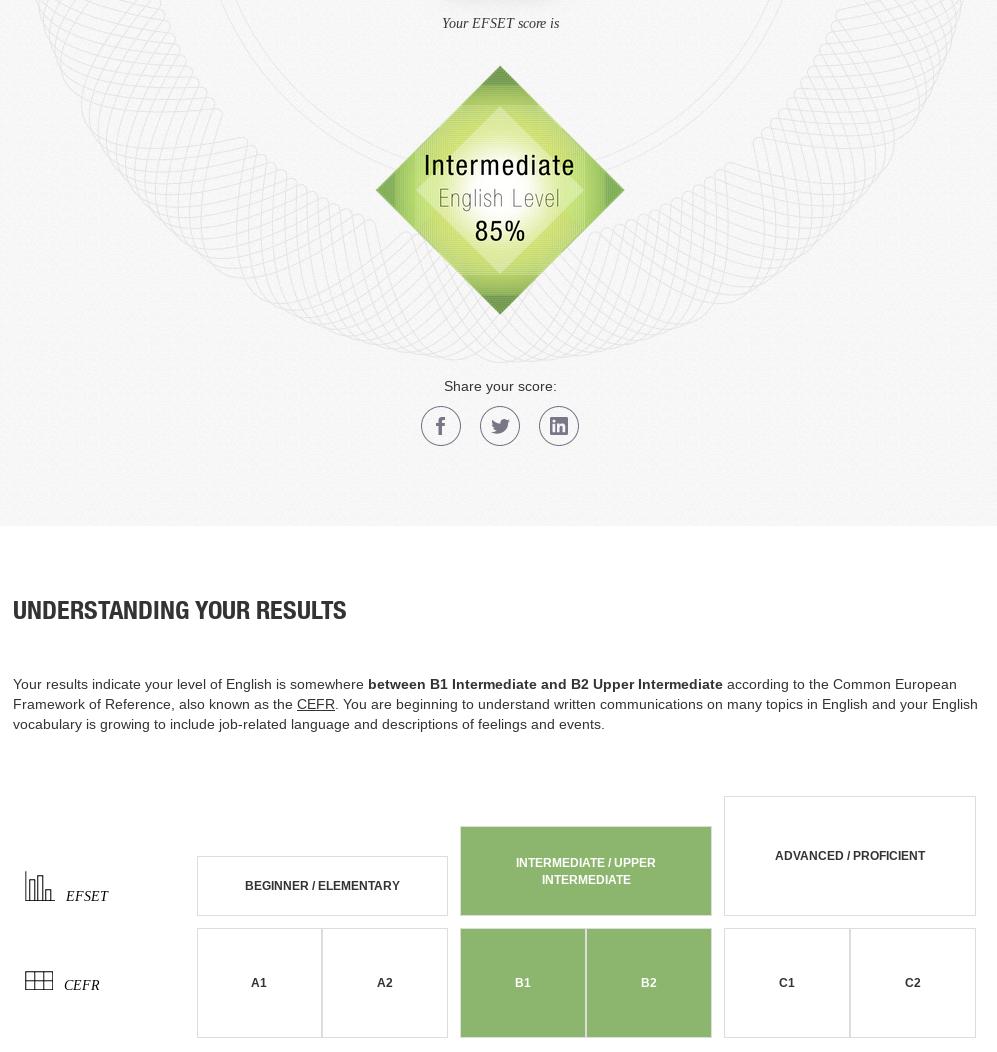 Your EFSET score is
Intermediate
English Level
85%
Share your score:
UNDERSTANDING YOUR RESULTS
Your results indicate your level of English is somewhere between B1 Intermediate and B2 Upper Intermediate according to the Common European
Framework of Reference, also known as the CEFR. You are beginning to understand written communications on many topics in English and your English
vocabulary is growing to include job-related language and descriptions of feelings and events.
EFSET
BEGINNER / ELEMENTARY
INTERMEDIATE / UPPER
INTERMEDIATE
ADVANCED / PROFICIENT
CEFR
A1
A2
B1
B2
C1
C2